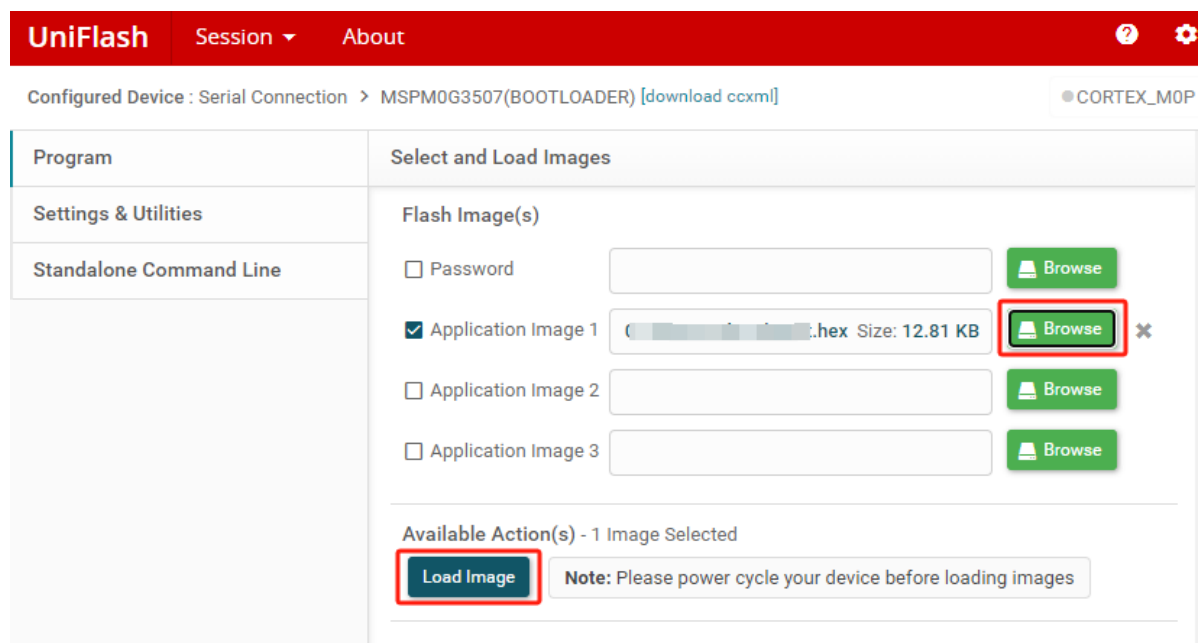 UniFlash Session About
Configured Device : Serial Connection > MSPM0G3507(BOOTLOADER) [download ccxml] CORTEX_M0P
Program
Select and Load Images
Settings & Utilities
Flash Image(s)
Standalone Command Line
Password Browse
Application Image 1 .hex Size: 12.81 KB Browse
Application Image 2 Browse
Application Image 3 Browse
Available Action(s) - 1 Image Selected
Load Image Note: Please power cycle your device before loading images